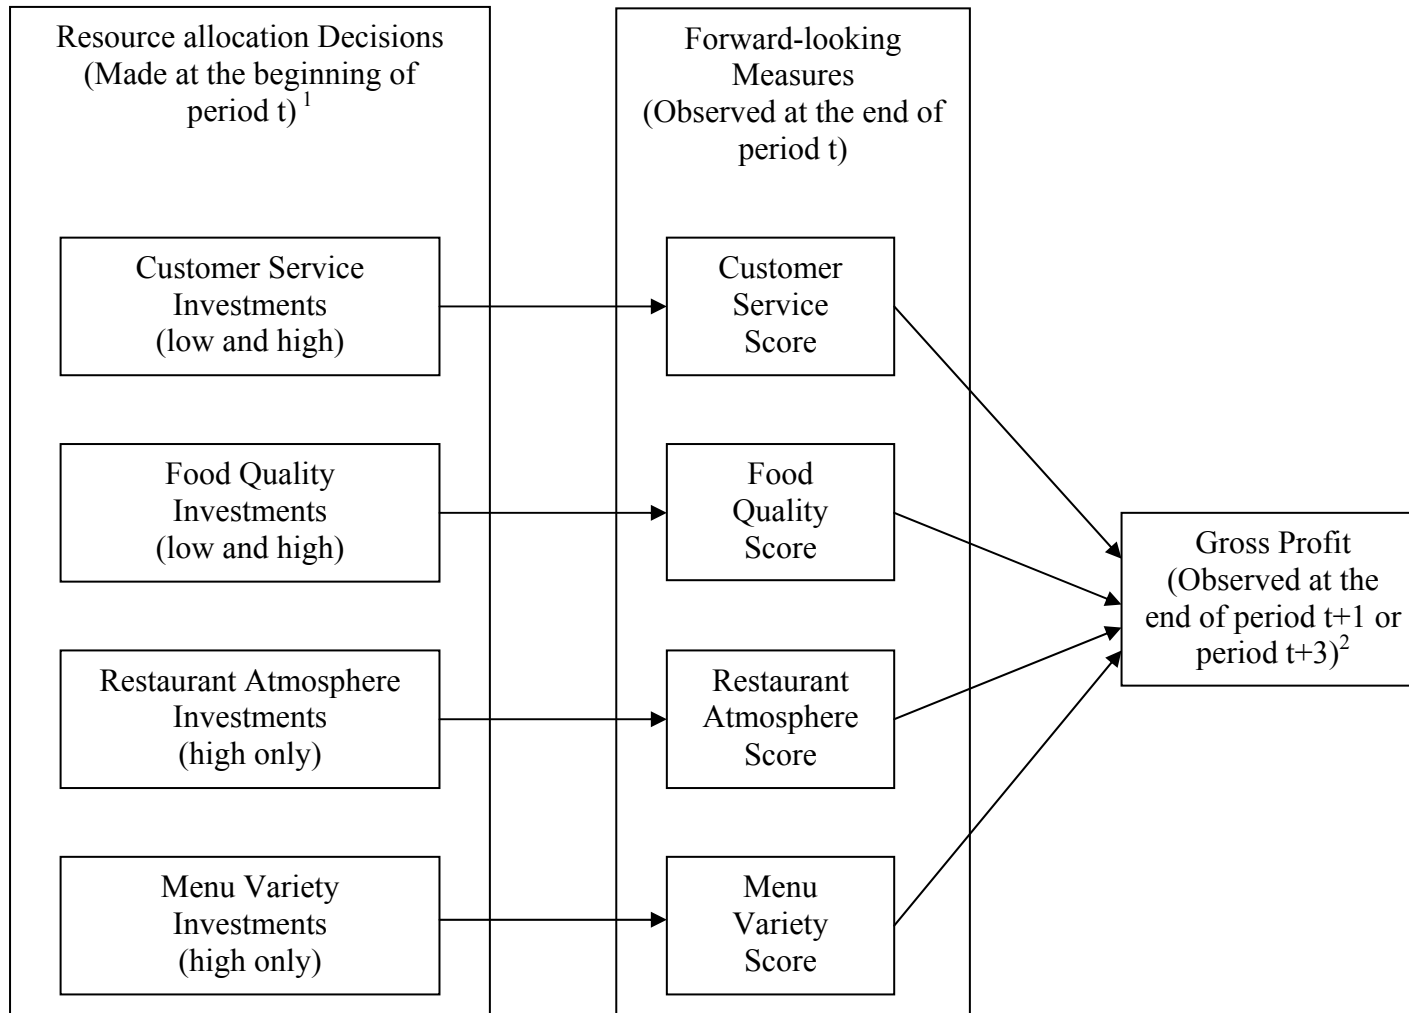 Resource allocation Decisions
(Made at the beginning of
period t) 1
Customer Service
Investments
(low and high)
Food Quality
Investments
(low and high)
Restaurant Atmosphere
Investments
(high only)
Menu Variety
Investments
(high only)
Forward-looking
Measures
(Observed at the end of
period t)
Customer
Service
Score
Food
Quality
Score
Restaurant
Atmosphere
Score
Menu
Variety
Score
Gross Profit
(Observed at the
end of period t+1 or
period t+3)2